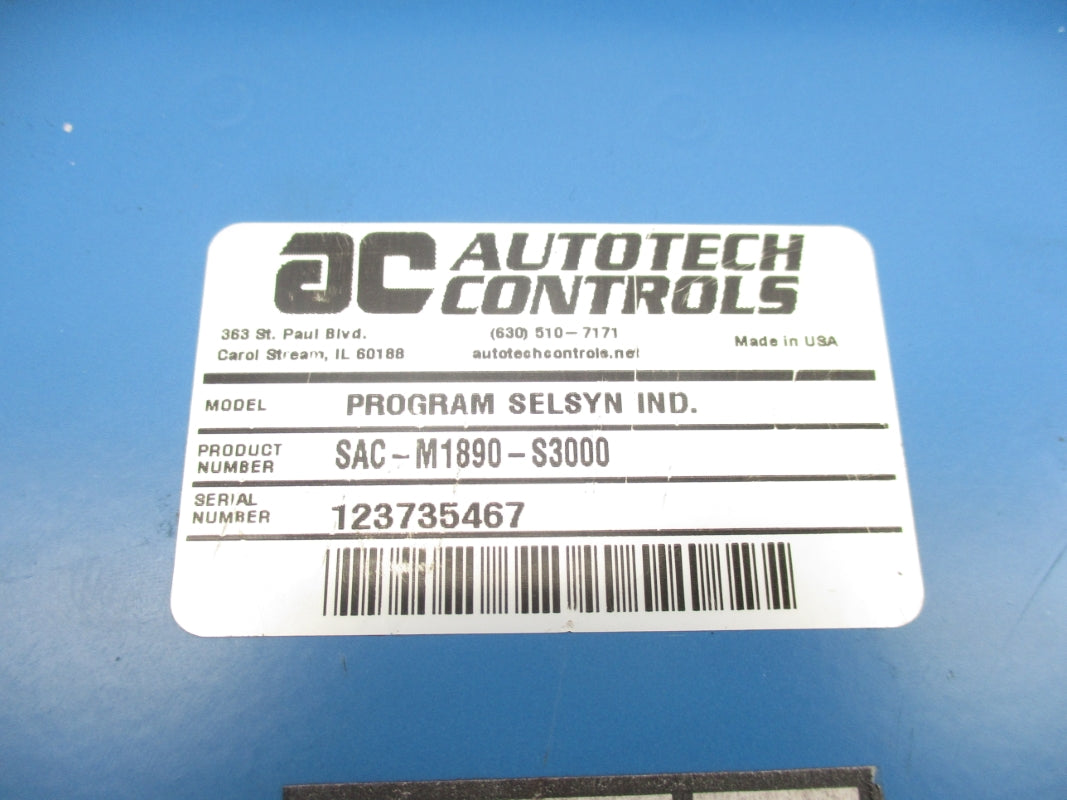 ac AUTOTECH
CONTROLS
363 St. Paul Blvd.
(630) 510-7171
Made in USA
Carol Stream, IL 60188
autotechcontrols.net
MODEL PROGRAM SELSYN IND.
PRODUCT
NUMBER
SAC-M1890-S3000
SERIAL
NUMBER
123735467